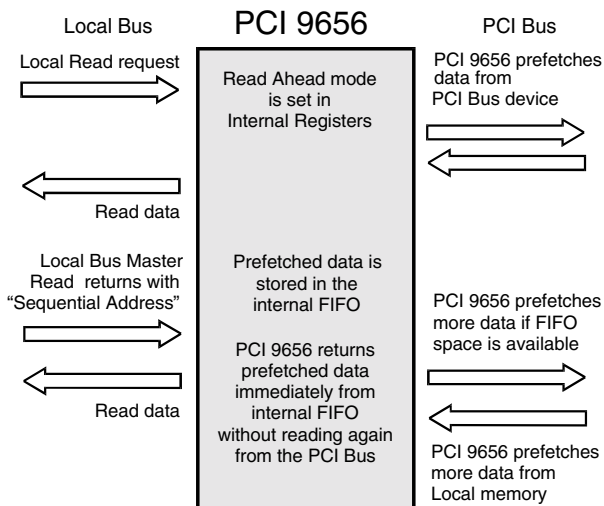 Local Bus
PCI 9656
PCI Bus
Local Read request
Read Ahead mode
is set in
Internal Registers
PCI 9656 prefetches
data from
PCI Bus device
Read data
Local Bus Master
Read returns with
“Sequential Address”
Prefetched data is
stored in the
internal FIFO
PCI 9656 prefetches
more data if FIFO
space is available
PCI 9656 returns
prefetched data
immediately from
internal FIFO
without reading again
from the PCI Bus
Read data
PCI 9656 prefetches
more data from
Local memory